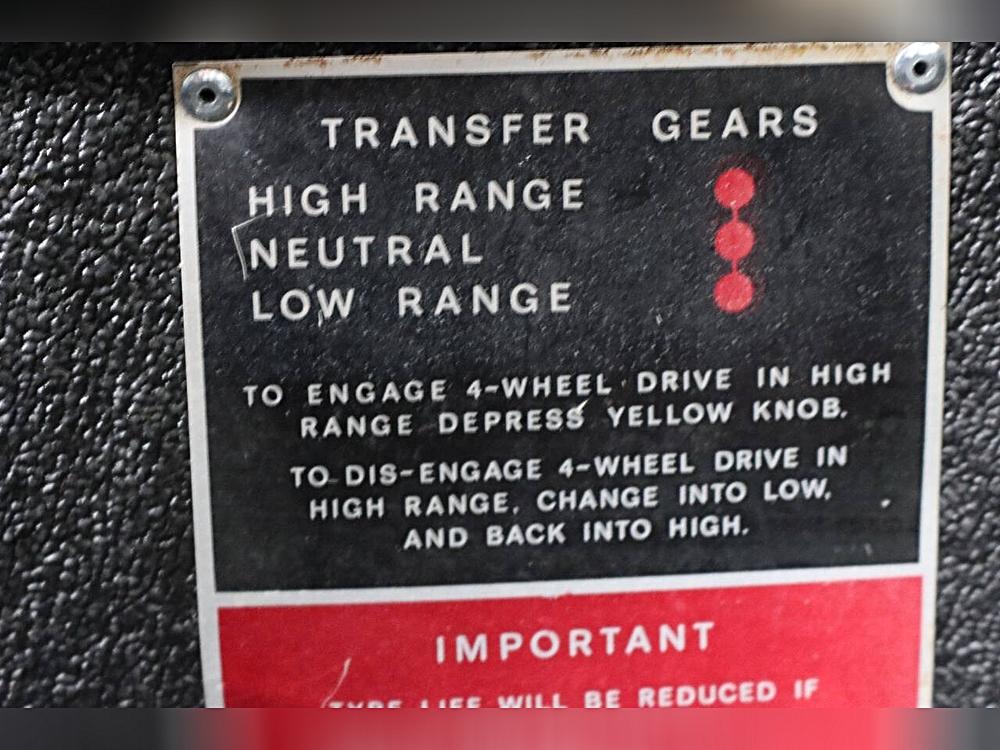 TRANSFER GEARS
HIGH RANGE
NEUTRAL
LOW RANGE
TO ENGAGE 4-WHEEL DRIVE IN HIGH
RANGE DEPRESS YELLOW KNOB.
TO DIS-ENGAGE 4-WHEEL DRIVE IN
HIGH RANGE, CHANGE INTO LOW,
AND BACK INTO HIGH.
IMPORTANT
TYRE LIFE WILL BE REDUCED IF